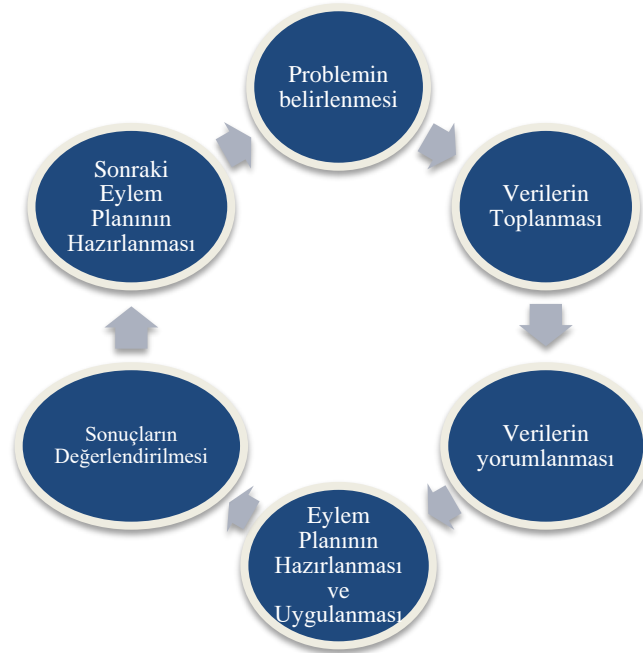 Problemin
belirlenmesi
Verilerin
Toplanması
Verilerin
yorumlanması
Eylem
Planının
Hazırlanması
ve
Uygulanması
Sonuçların
Değerlendirilmesi
Sonraki
Eylem
Planının
Hazırlanması